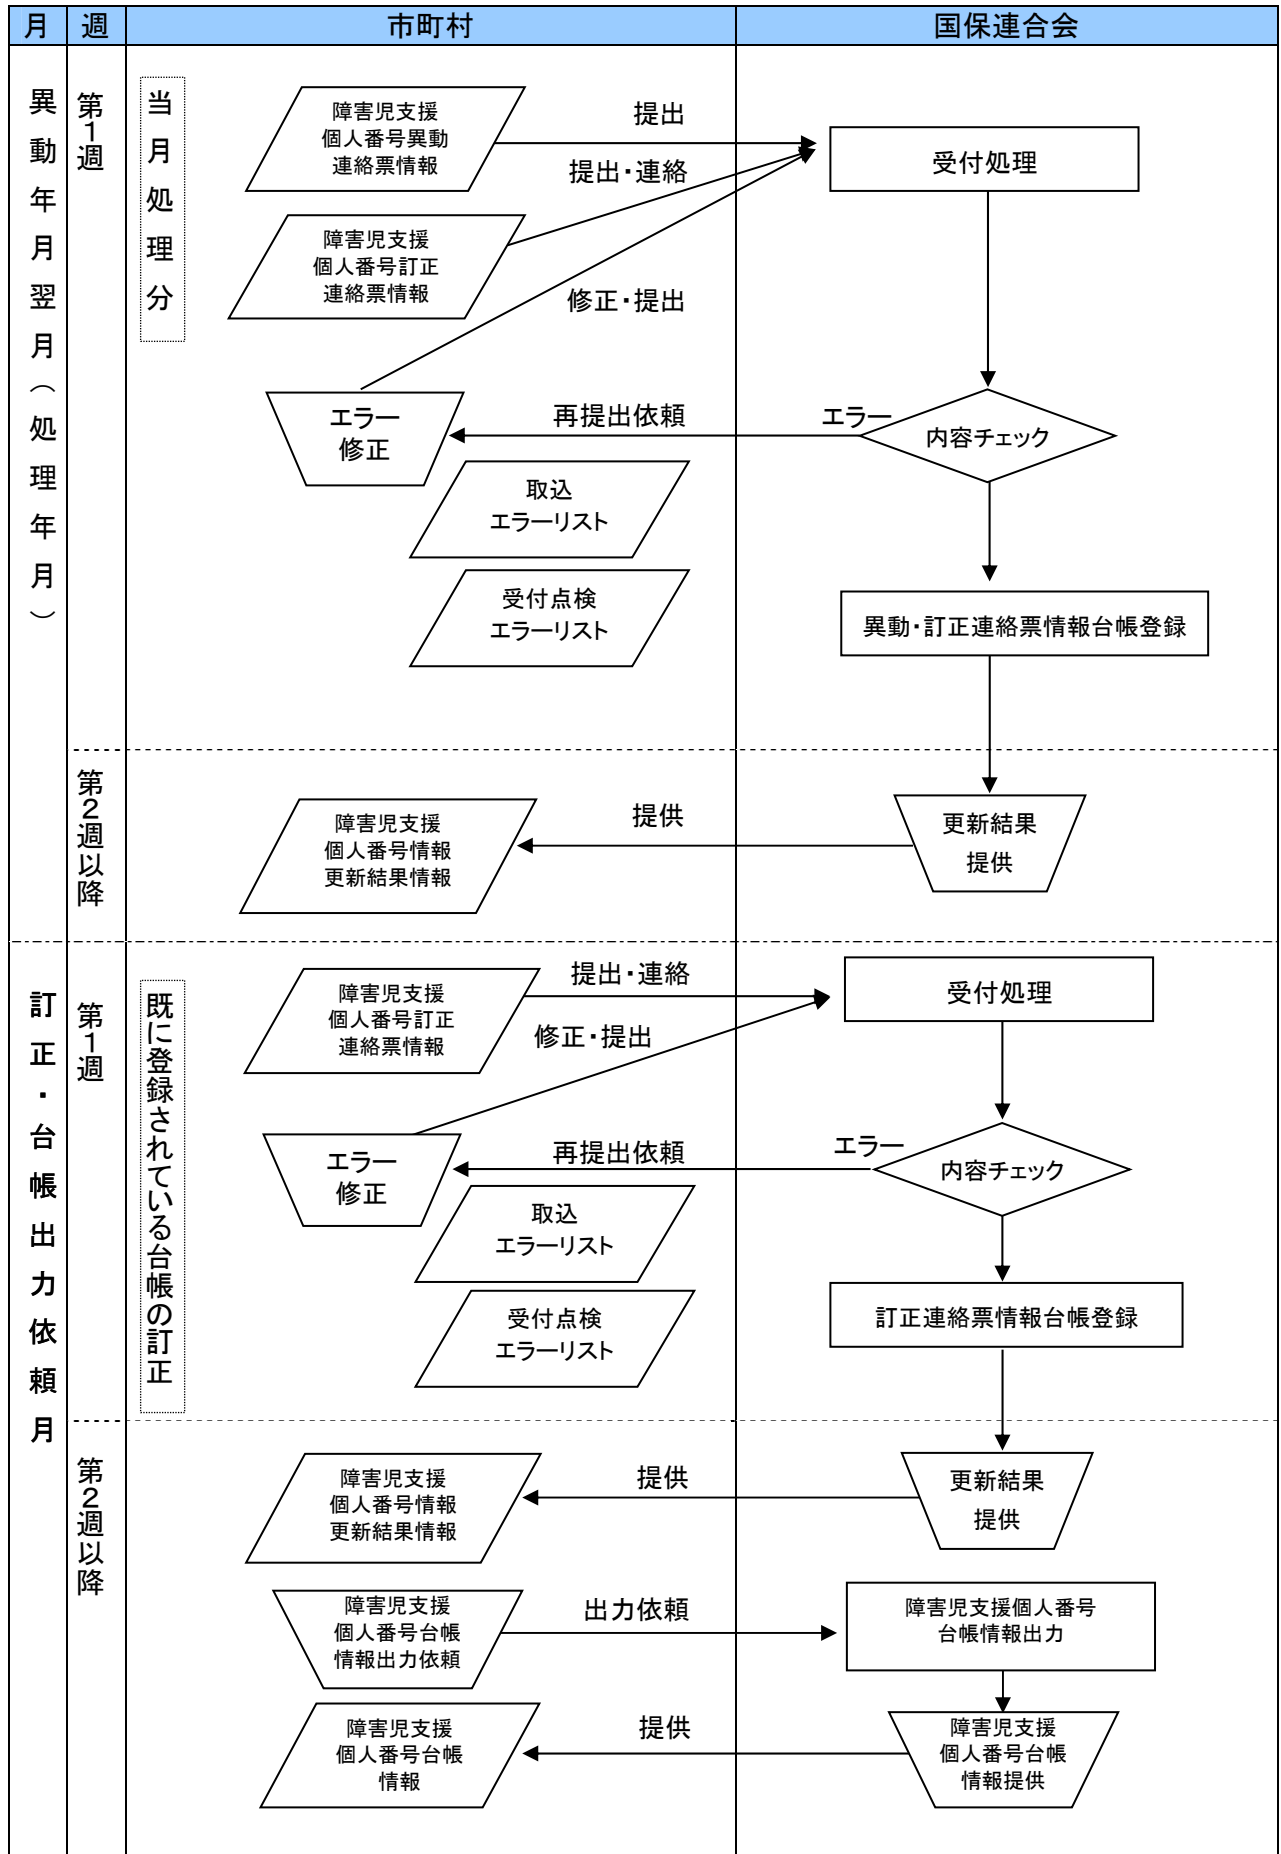 月
週
市町村
国保連合会
異動年月翌月（処理年月）
第1週
当月処理分
障害児支援
個人番号異動
連絡票情報
提出
受付処理
提出・連絡
障害児支援
個人番号訂正
連絡票情報
修正・提出
エラー
修正
再提出依頼
エラー
内容チェック
取込
エラーリスト
受付点検
エラーリスト
異動・訂正連絡票情報台帳登録
第2週以降
障害児支援
個人番号情報
更新結果情報
提供
更新結果
提供
訂正・台帳出力依頼月
第1週
既に登録されている台帳の訂正
障害児支援
個人番号訂正
連絡票情報
提出・連絡
受付処理
修正・提出
エラー
修正
再提出依頼
エラー
内容チェック
取込
エラーリスト
受付点検
エラーリスト
訂正連絡票情報台帳登録
第2週以降
障害児支援
個人番号情報
更新結果情報
提供
更新結果
提供
障害児支援
個人番号台帳
情報出力依頼
出力依頼
障害児支援個人番号
台帳情報出力
障害児支援
個人番号台帳
情報
提供
障害児支援
個人番号台帳
情報提供